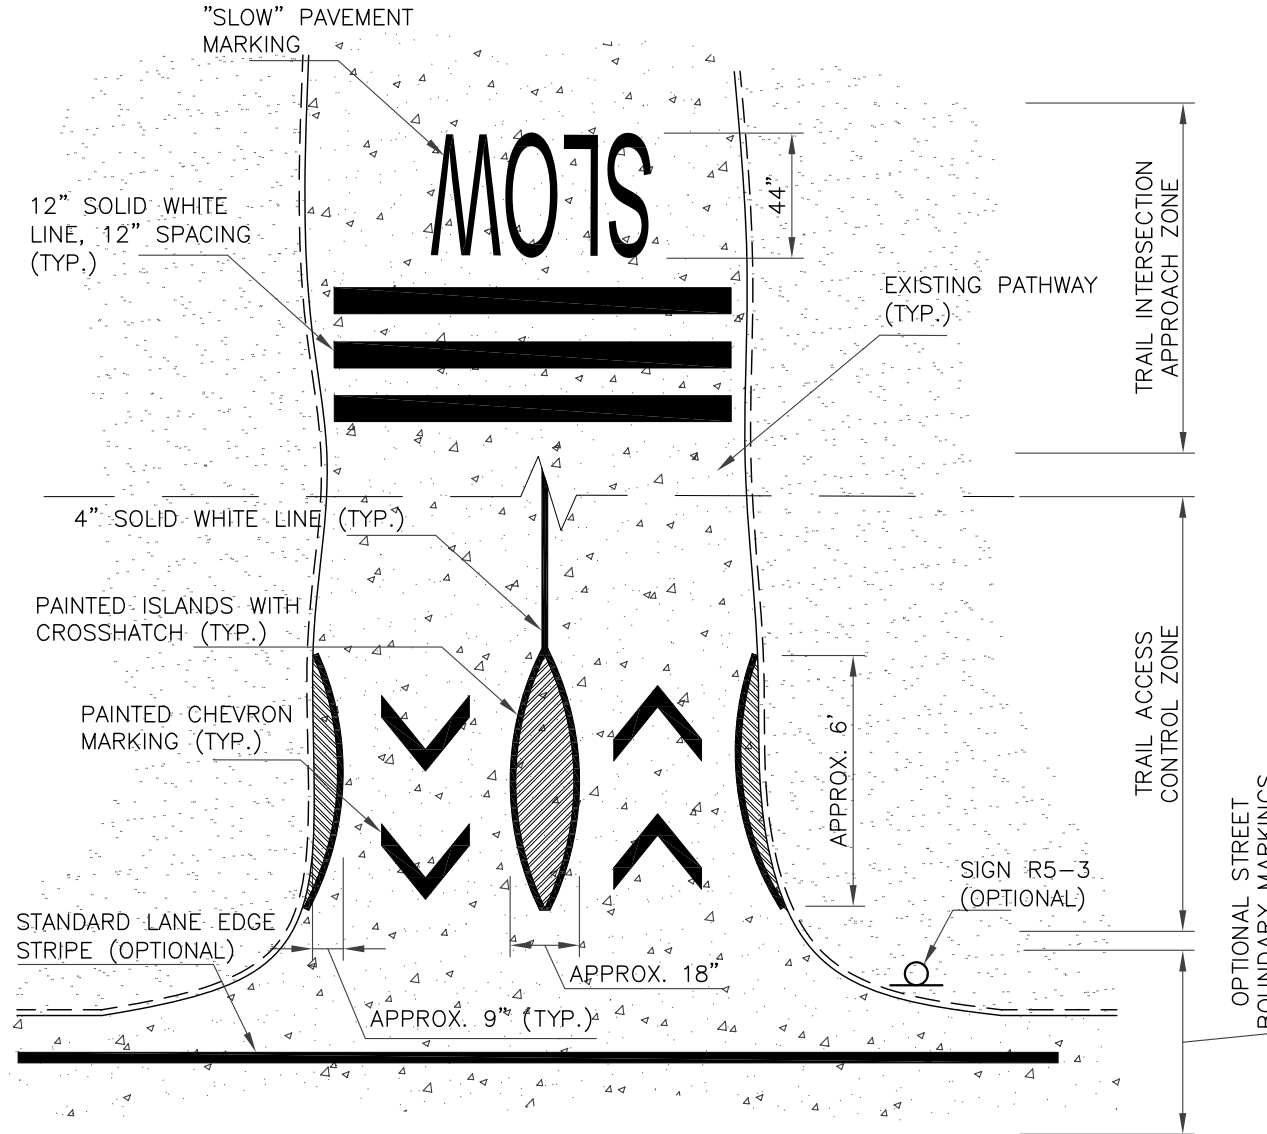 "SLOW" PAVEMENT
MARKING
SLOW
44"
12" SOLID WHITE
LINE, 12" SPACING
(TYP.)
EXISTING PATHWAY
(TYP.)
TRAIL INTERSECTION
APPROACH ZONE
4" SOLID WHITE LINE (TYP.)
PAINTED ISLANDS WITH
CROSSHATCH (TYP.)
PAINTED CHEVRON
MARKING (TYP.)
APPROX. 6'
TRAIL ACCESS
CONTROL ZONE
SIGN R5-3
(OPTIONAL)
STANDARD LANE EDGE
STRIPE (OPTIONAL)
APPROX. 18"
APPROX. 9" (TYP.)
OPTIONAL STREET
BOUNDARY MARKINGS